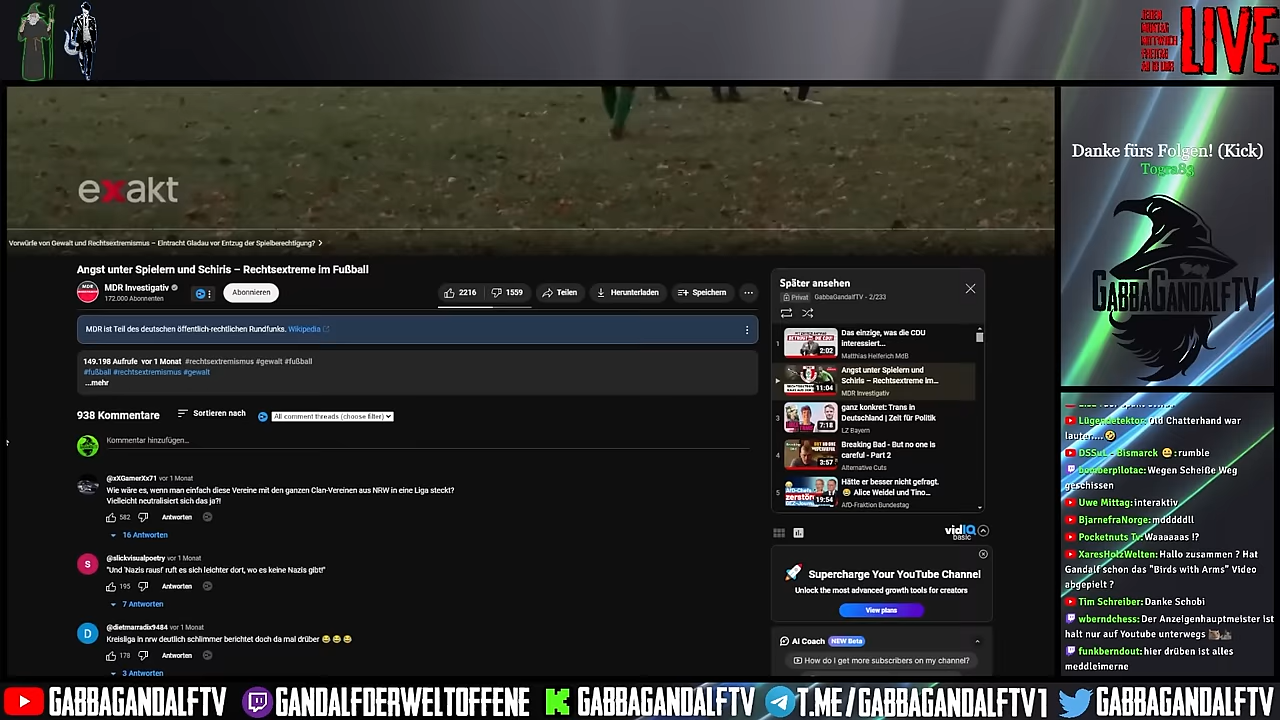 LIVE
exakt
Vorwürfe von Gewalt und Rechtsextremismus – Eintracht Gladau vor Entzug der Spielberechtigung?
Angst unter Spielern und Schiris – Rechtsextreme im Fußball
MDR Investigativ
172.000 Abonnenten
Abonnieren
2216
1559
Teilen
Herunterladen
Speichern
MDR ist Teil des deutschen öffentlich-rechtlichen Rundfunks. Wikipedia
149.198 Aufrufe vor 1 Monat #rechtsextremismus #gewalt #fußball
#fußball #rechtsextremismus #gewalt
...mehr
938 Kommentare
Sortieren nach
All comment threads (choose filter)
Kommentar hinzufügen...
@xXGamerXx71 vor 1 Monat
Wie wäre es, wenn man einfach diese Vereine mit den ganzen Clan-Vereinen aus NRW in eine Liga steckt?
Vielleicht neutralisiert sich das ja?!
582
Antworten
16 Antworten
S
@slickvisualpoetry vor 1 Monat
"Und 'Nazis raus!' ruft es sich leichter dort, wo es keine Nazis gibt!"
195
Antworten
7 Antworten
D
@dietmarradix9484 vor 1 Monat
Kreisliga in nrw deutlich schlimmer berichtet doch da mal drüber 😂😂😂
178
Antworten
3 Antworten
Später ansehen
Privat GabbaGandalfTV - 2/233
1
2:02
Das einzige, was die CDU
interessiert...
Matthias Helferich MdB
11:04
Angst unter Spielern und
Schiris – Rechtsextreme im...
MDR Investigativ
3
7:18
ganz konkret: Trans in
Deutschland | Zeit für Politik
LZ Bayern
4
3:57
Breaking Bad - But no one is
careful - Part 2
Alternative Cuts
5
19:54
Hätte er besser nicht gefragt.
😂 Alice Weidel und Tino...
AfD-Fraktion Bundestag
vidIQ
basic
Supercharge Your YouTube Channel
Unlock the most advanced growth tools for creators
View plans
AI Coach NEW Beta
How do I get more subscribers on my channel?
Danke fürs Folgen! (Kick)
GABBAGANDALFTV
Lügendetektor: Old Chatterhand war
laufer....🤣
DSSuL - Bismarck 😃: rumble
bomberpilotac: Wegen Scheiße Weg
geschissen
Uwe Mittag: interaktiv
BjarnefraNorge: mdddddll
Pocketnuts Tv: Waaaaaas !?
XaresHolzWelten: Hallo zusammen ? Hat
Gandalf schon das "Birds with Arms" Video
abgepielt ?
Tim Schreiber: Danke Schobi
wberndchess: Der Anzeigenhauptmeister ist
halt nur auf Youtube unterwegs
funkberndout: hier drüben ist alles
meddleimerne
GABBAGANDALFTV
GANDALFDERWELTOFFENE
GABBAGANDALFTV
T.ME/GABBAGANDALFTV1
GABBAGANDALFTV